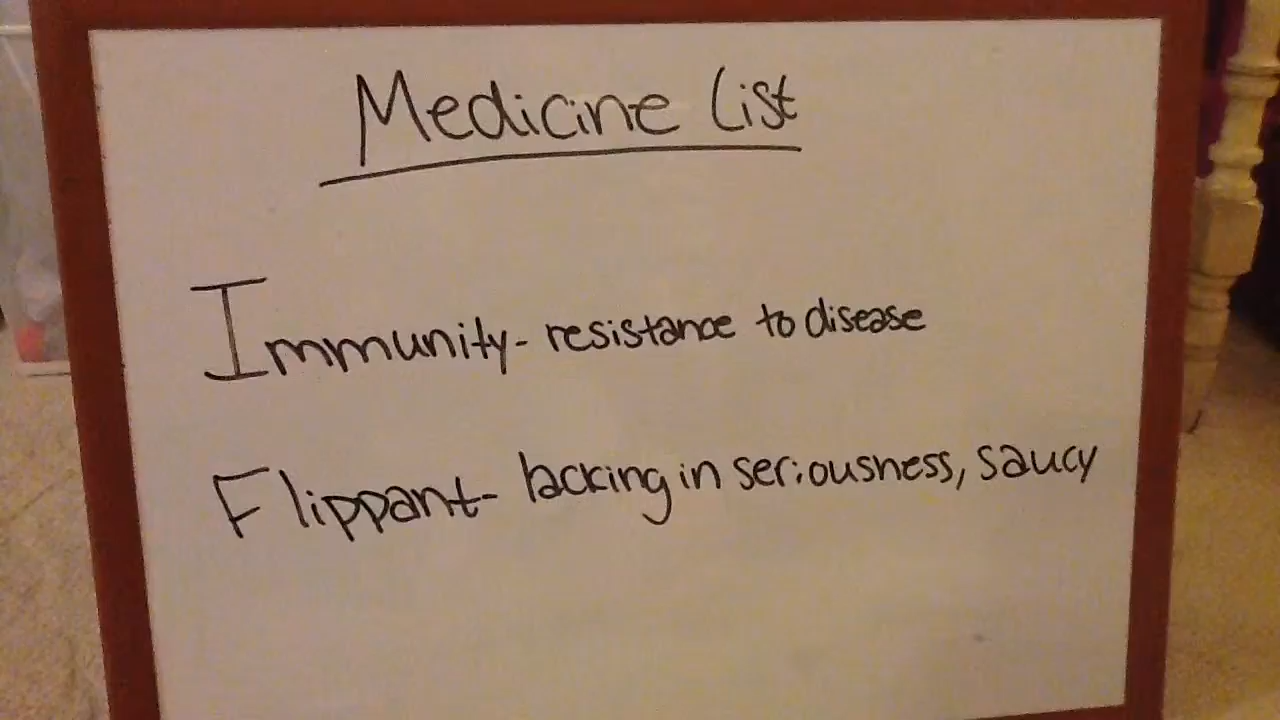 Medicine List
Immunity- resistance to disease
Flippant- lacking in seriousness, saucy